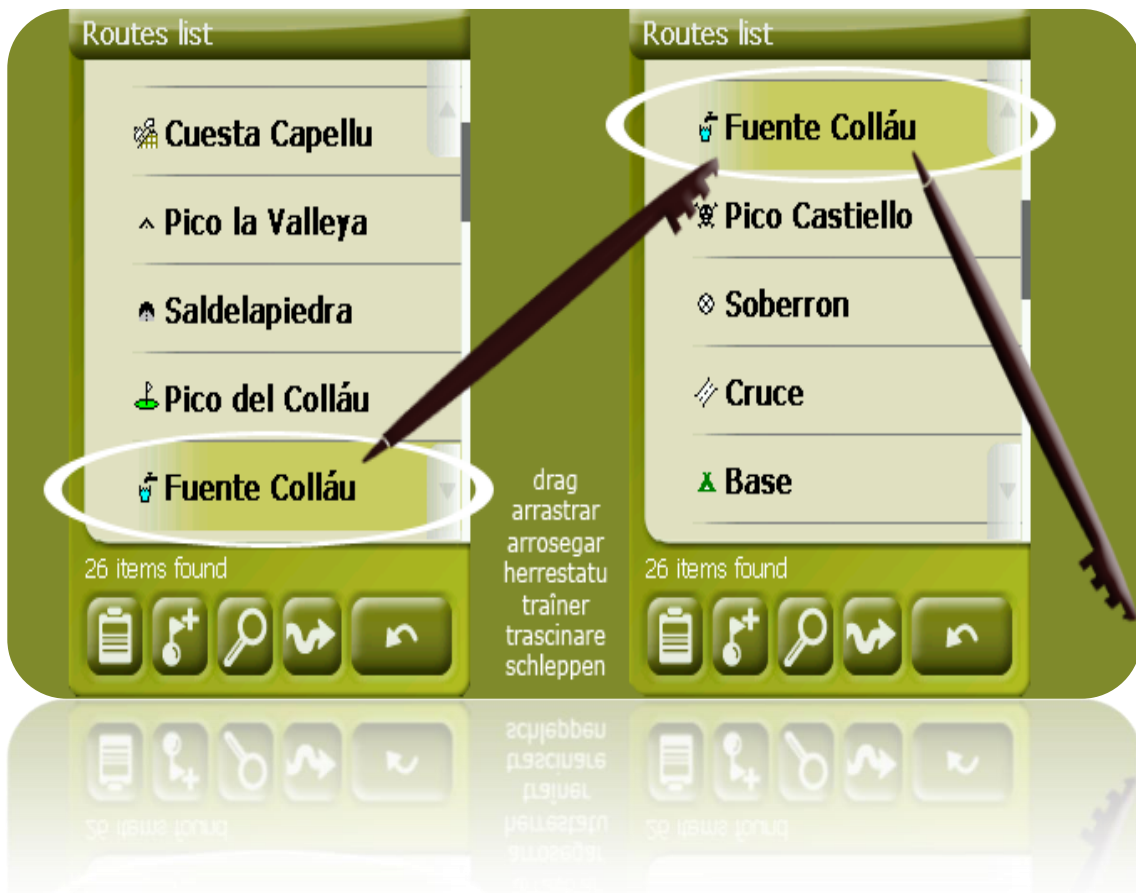 Routes list
Cuesta Capellu
Pico la Valleya
Saldelapiedra
Pico del Colláu
Fuente Colláu
26 items found
drag
arrastrar
arrosegar
herrestatu
traîner
trascinare
schleppen
Routes list
Fuente Colláu
Pico Castiello
Soberron
Cruce
Base
26 items found